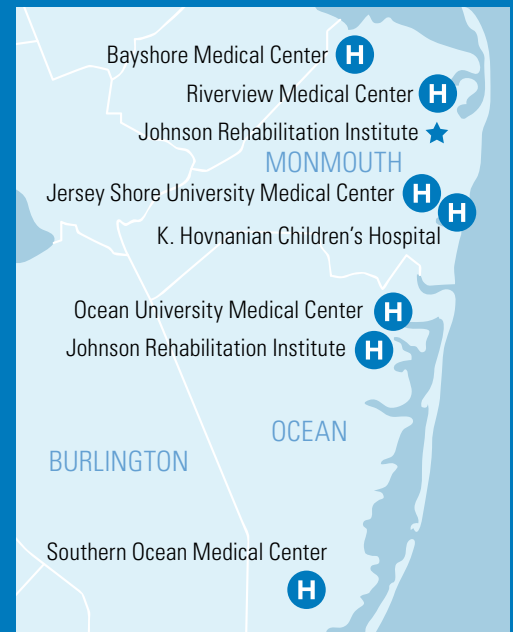 Bayshore Medical Center H
Riverview Medical Center H
Johnson Rehabilitation Institute
MONMOUTH
Jersey Shore University Medical Center H
H
K. Hovnanian Children's Hospital
Ocean University Medical Center H
Johnson Rehabilitation Institute H
OCEAN
BURLINGTON
Southern Ocean Medical Center
H